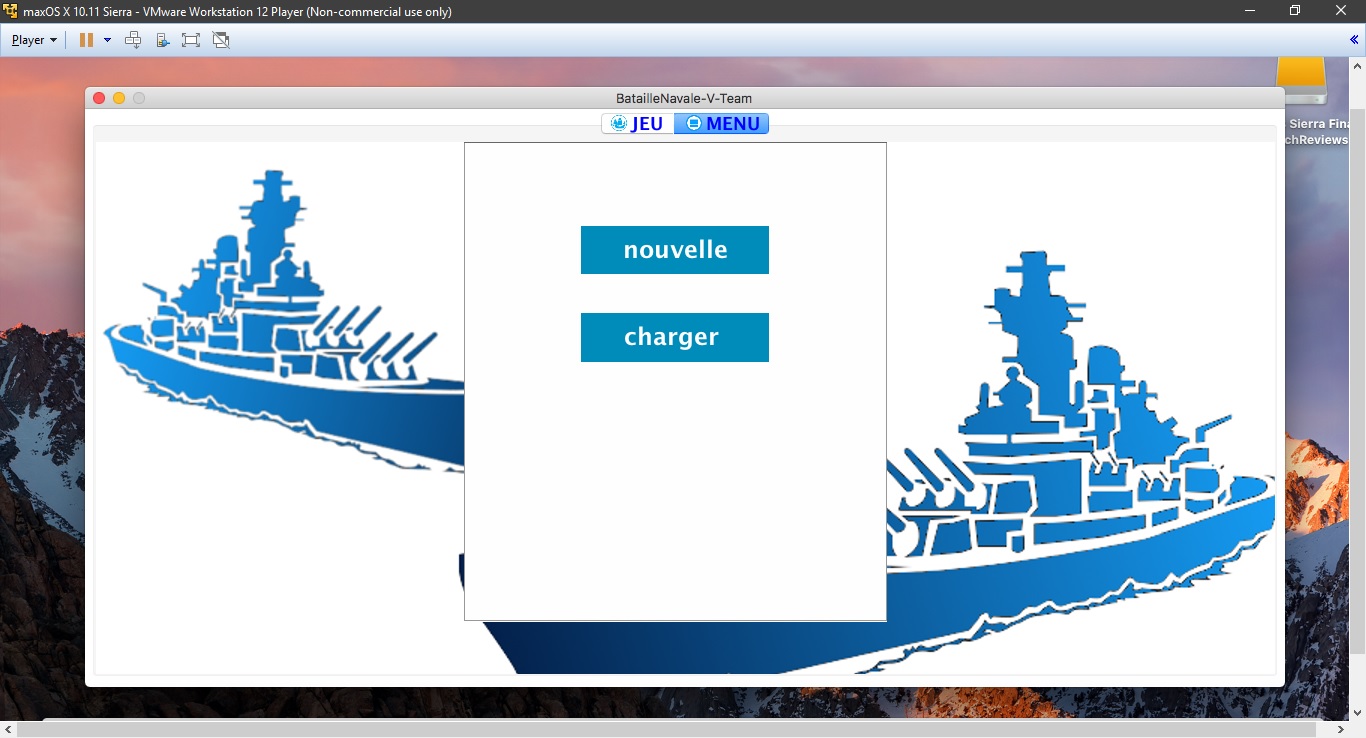 maxOS X 10.11 Sierra - VMware Workstation 12 Player (Non-commercial use only)
Player
BatailleNavale-V-Team
JEU MENU
Sierra Fina
chReviews
nouvelle
charger